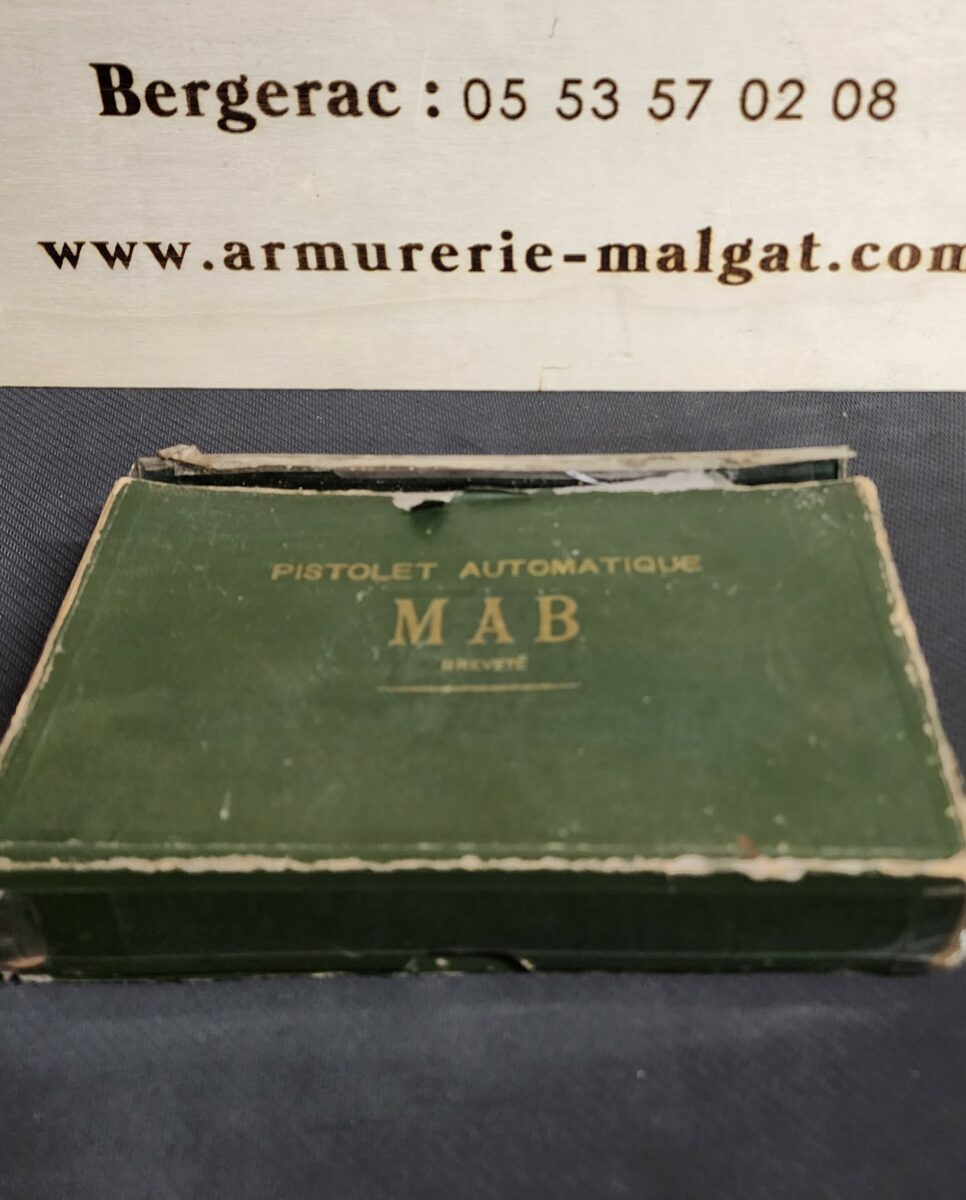 Bergerac : 05 53 57 02 08
www.armurerie-malgat.com
PISTOLET AUTOMATIQUE
MAB
BREVETÉ